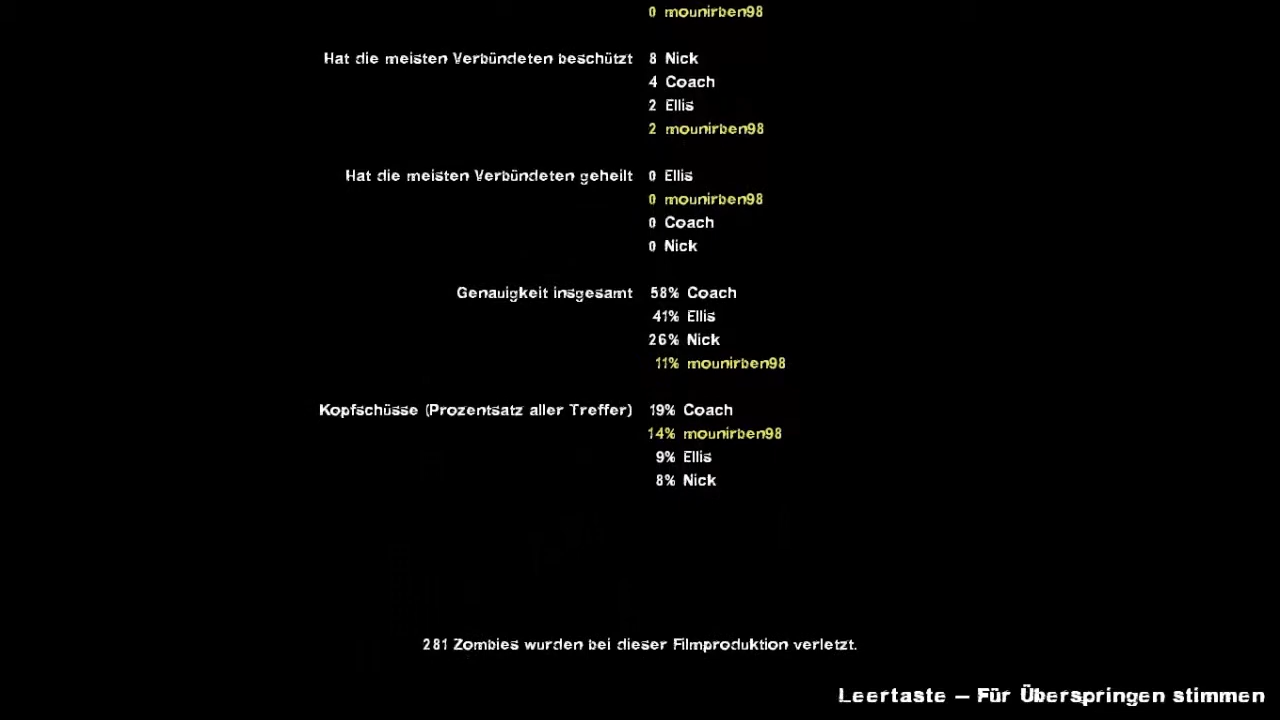 0 mounirben98
Hat die meisten Verbündeten beschützt 8 Nick
4 Coach
2 Ellis
2 mounirben98
Hat die meisten Verbündeten geheilt 0 Ellis
0 mounirben98
0 Coach
0 Nick
Genauigkeit insgesamt 58% Coach
41% Ellis
26% Nick
11% mounirben98
Kopfschüsse (Prozentsatz aller Treffer) 19% Coach
14% mounirben98
9% Ellis
8% Nick
281 Zombies wurden bei dieser Filmproduktion verletzt.
Leertaste – Für Überspringen stimmen